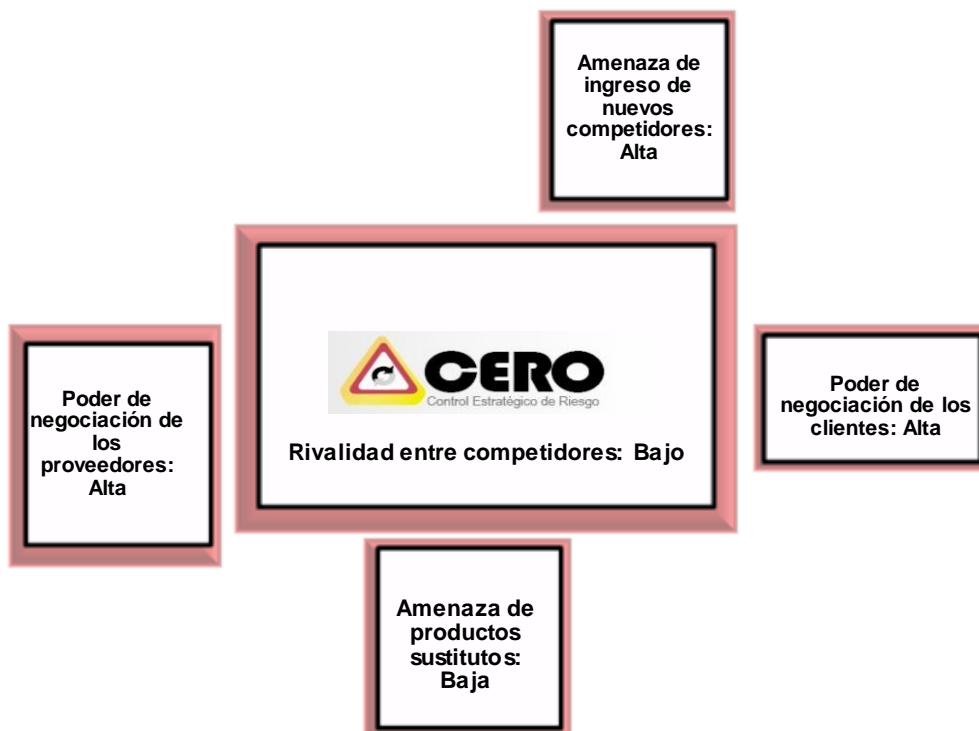 Amenaza de
ingreso de
nuevos
competidores:
Alta
CERO
Control Estratégico de Riesgo
Rivalidad entre competidores: Bajo
Poder de
negociación de
los
proveedores:
Alta
Poder de
negociación de los
clientes: Alta
Amenaza de
productos
sustitutos:
Baja